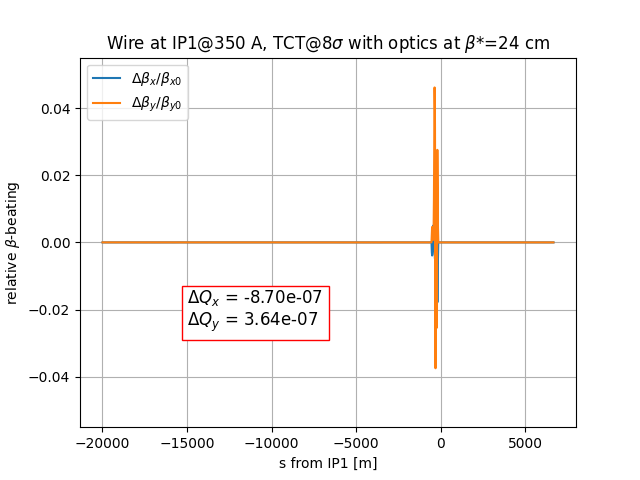 Wire at IP1@350 A, TCT@8σ with optics at β*=24 cm
Δβx/βx0
Δβy/βy0
0.04
0.02
0.00
−0.02
−0.04
relative β-beating
ΔQx = -8.70e-07
ΔQy = 3.64e-07
−20000 −15000 −10000 −5000 0 5000
s from IP1 [m]